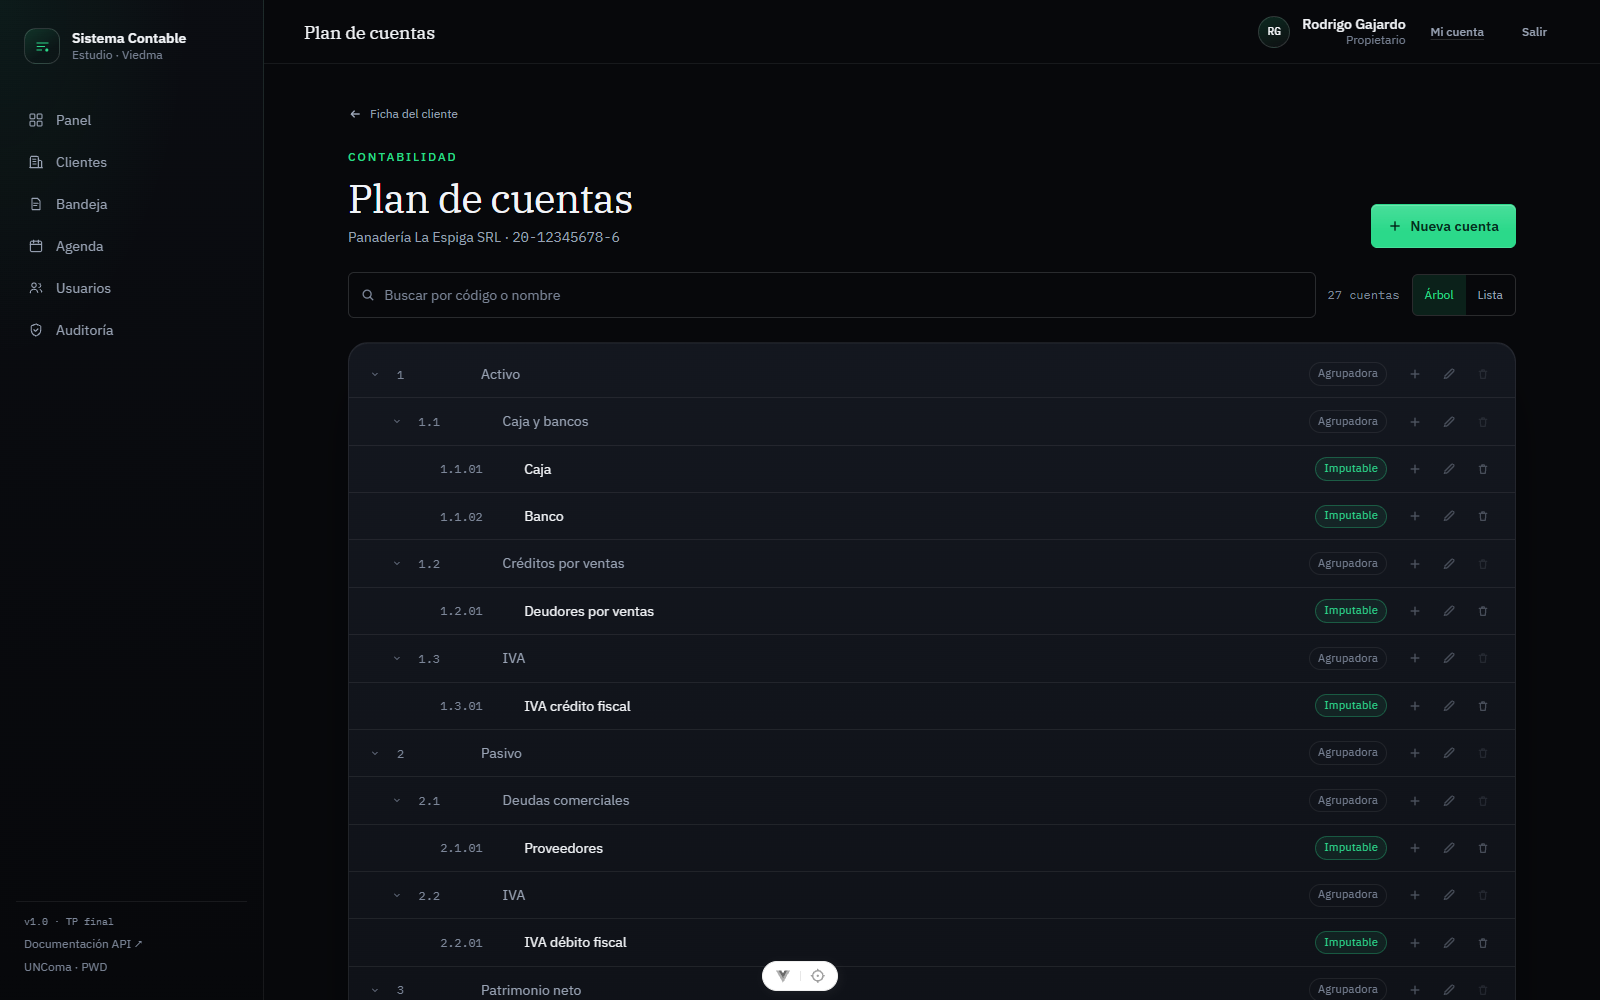 Sistema Contable
Estudio · Viedma
Panel
Clientes
Bandeja
Agenda
Usuarios
Auditoría
v1.0 · TP final
Documentación API ↗
UNComa · PWD
Plan de cuentas
RG
Rodrigo Gajardo
Propietario
Mi cuenta
Salir
← Ficha del cliente
CONTABILIDAD
Plan de cuentas
Panadería La Espiga SRL · 20-12345678-6
+ Nueva cuenta
Buscar por código o nombre
27 cuentas
Árbol
Lista
1 Activo Agrupadora
1.1 Caja y bancos Agrupadora
1.1.01 Caja Imputable
1.1.02 Banco Imputable
1.2 Créditos por ventas Agrupadora
1.2.01 Deudores por ventas Imputable
1.3 IVA Agrupadora
1.3.01 IVA crédito fiscal Imputable
2 Pasivo Agrupadora
2.1 Deudas comerciales Agrupadora
2.1.01 Proveedores Imputable
2.2 IVA Agrupadora
2.2.01 IVA débito fiscal Imputable
3 Patrimonio neto Agrupadora